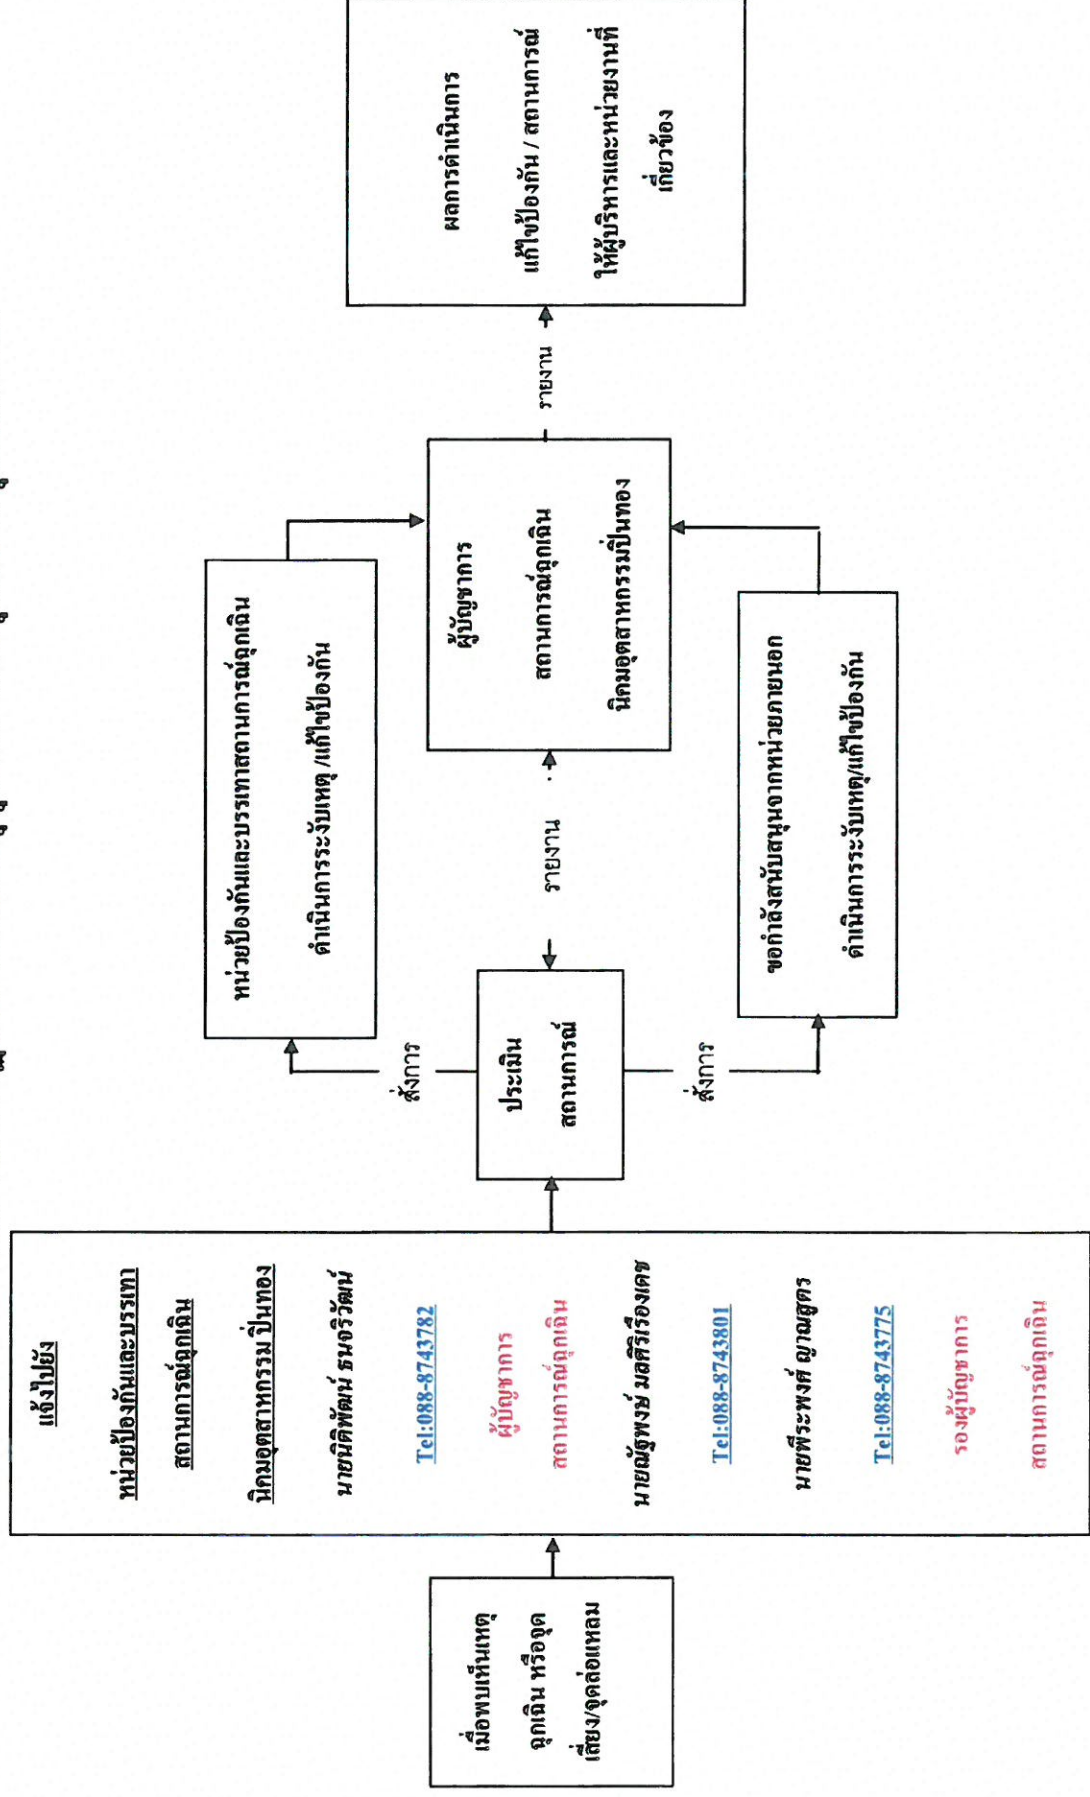 เมื่อพบเห็นเหตุ
ฉุกเฉิน หรือจุด
เสี่ยง/จุดล่อแหลม
แจ้งไปยัง
หน่วยป้องกันและบรรเทา
สถานการณ์ฉุกเฉิน
นิคมอุตสาหกรรม ปิ่นทอง
นายนิติพัฒน์ ธนจริวัฒน์
Tel:088-8743782
ผู้บัญชาการ
สถานการณ์ฉุกเฉิน
นายณัฐพงษ์ มลศิริเรืองเดช
Tel:088-8743801
นายพีระพงศ์ ญาณสูตร
Tel:088-8743775
รองผู้บัญชาการ
สถานการณ์ฉุกเฉิน
ประเมิน
สถานการณ์
สั่งการ
สั่งการ
หน่วยป้องกันและบรรเทาสถานการณ์ฉุกเฉิน
ดำเนินการระงับเหตุ /แก้ไขป้องกัน
รายงาน
ขอกำลังสนับสนุนจากหน่วยภายนอก
ดำเนินการระงับเหตุ/แก้ไขป้องกัน
ผู้บัญชาการ
สถานการณ์ฉุกเฉิน
นิคมอุตสาหกรรมปิ่นทอง
รายงาน
ผลการดำเนินการ
แก้ไขป้องกัน / สถานการณ์
ให้ผู้บริหารและหน่วยงานที่
เกี่ยวข้อง